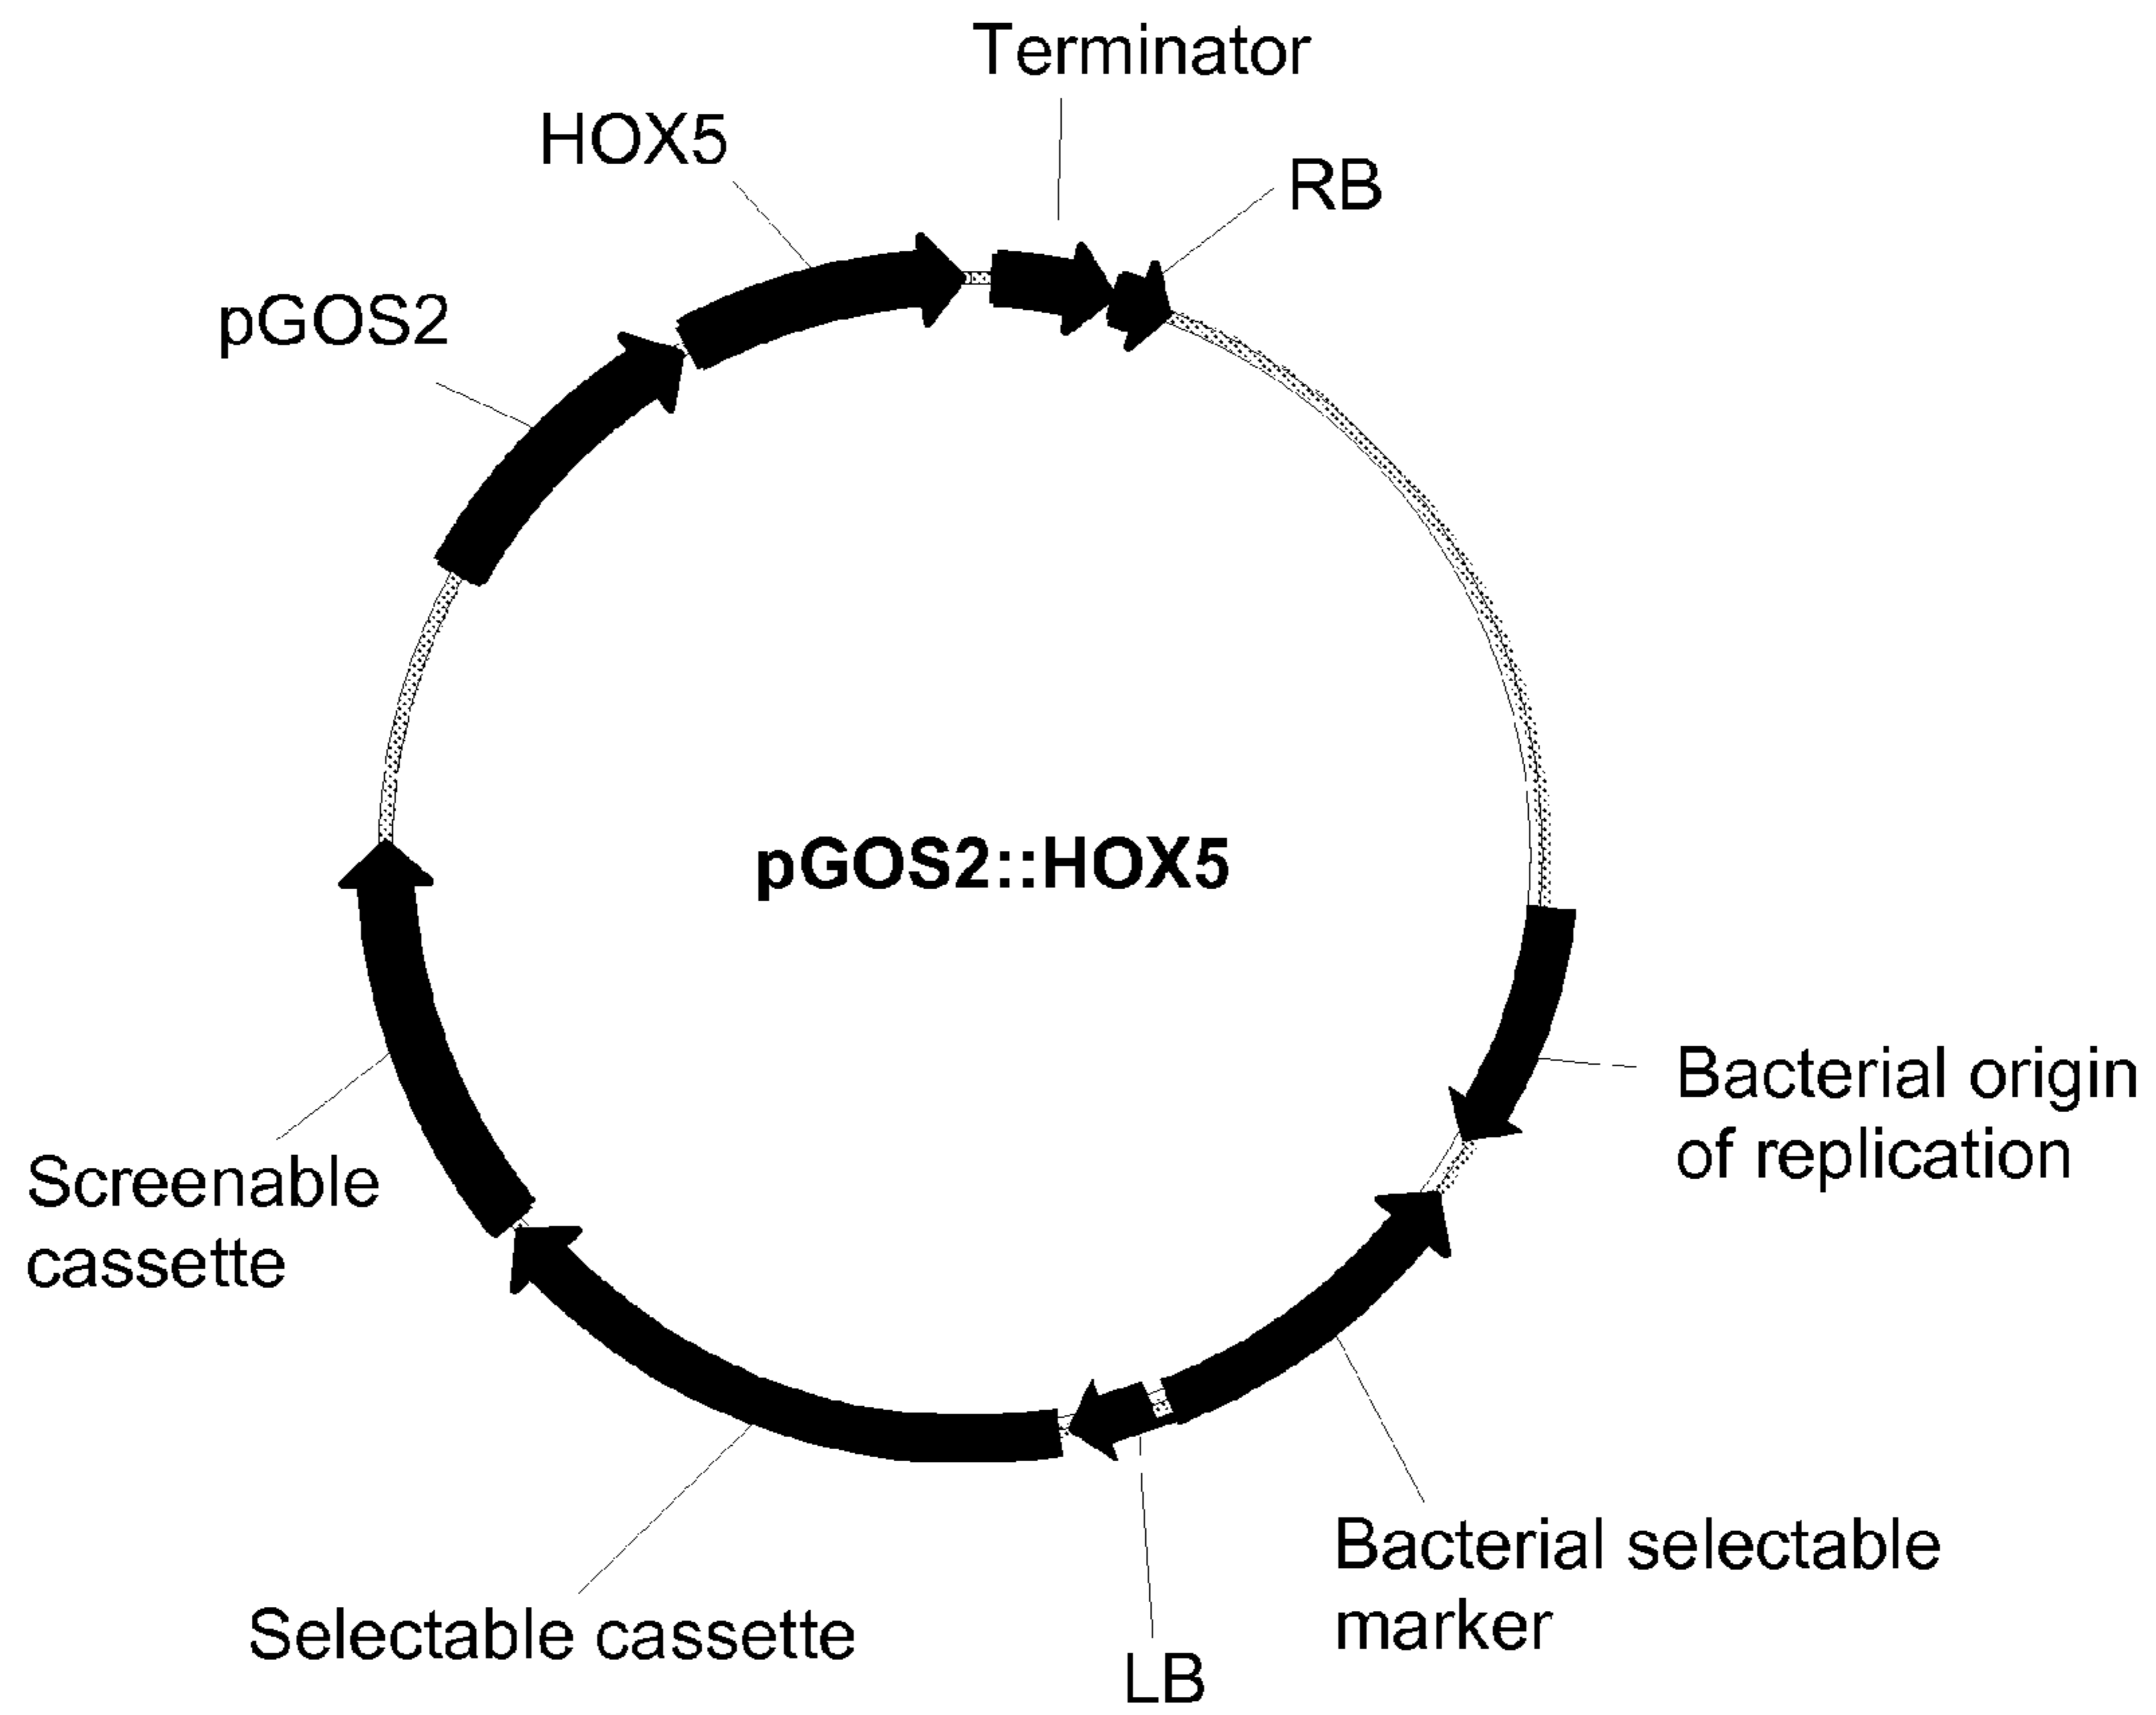 Terminator
HOX5
RB
pGOS2
pGOS2::HOX5
Bacterial origin
of replication
Screenable
cassette
Bacterial selectable
marker
Selectable cassette
LB